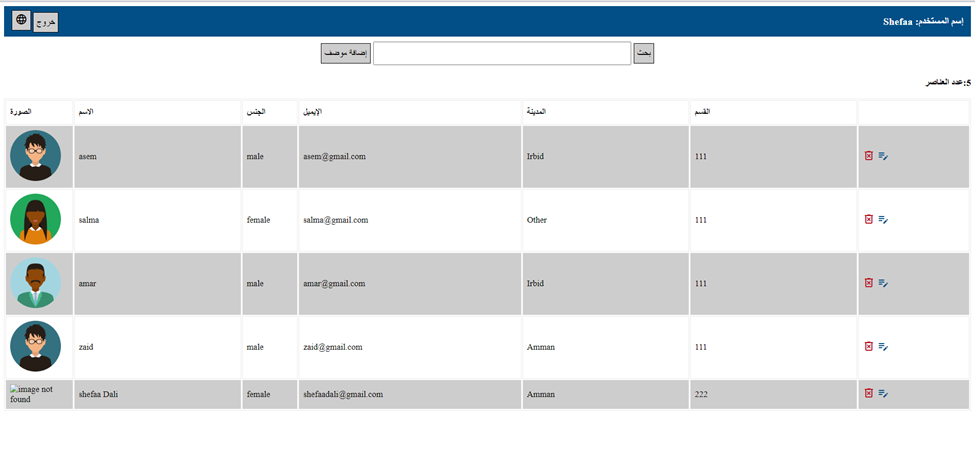 إسم المستخدم: Shefaa
خروج
بحث
إضافة موضف
5:عدد العناصر
الصورة الاسم الجنس الإيميل المدينة القسم
asem male asem@gmail.com Irbid 111
salma female salma@gmail.com Other 111
amar male amar@gmail.com Irbid 111
zaid male zaid@gmail.com Amman 111
image not found shefaa Dali female shefaadali@gmail.com Amman 222